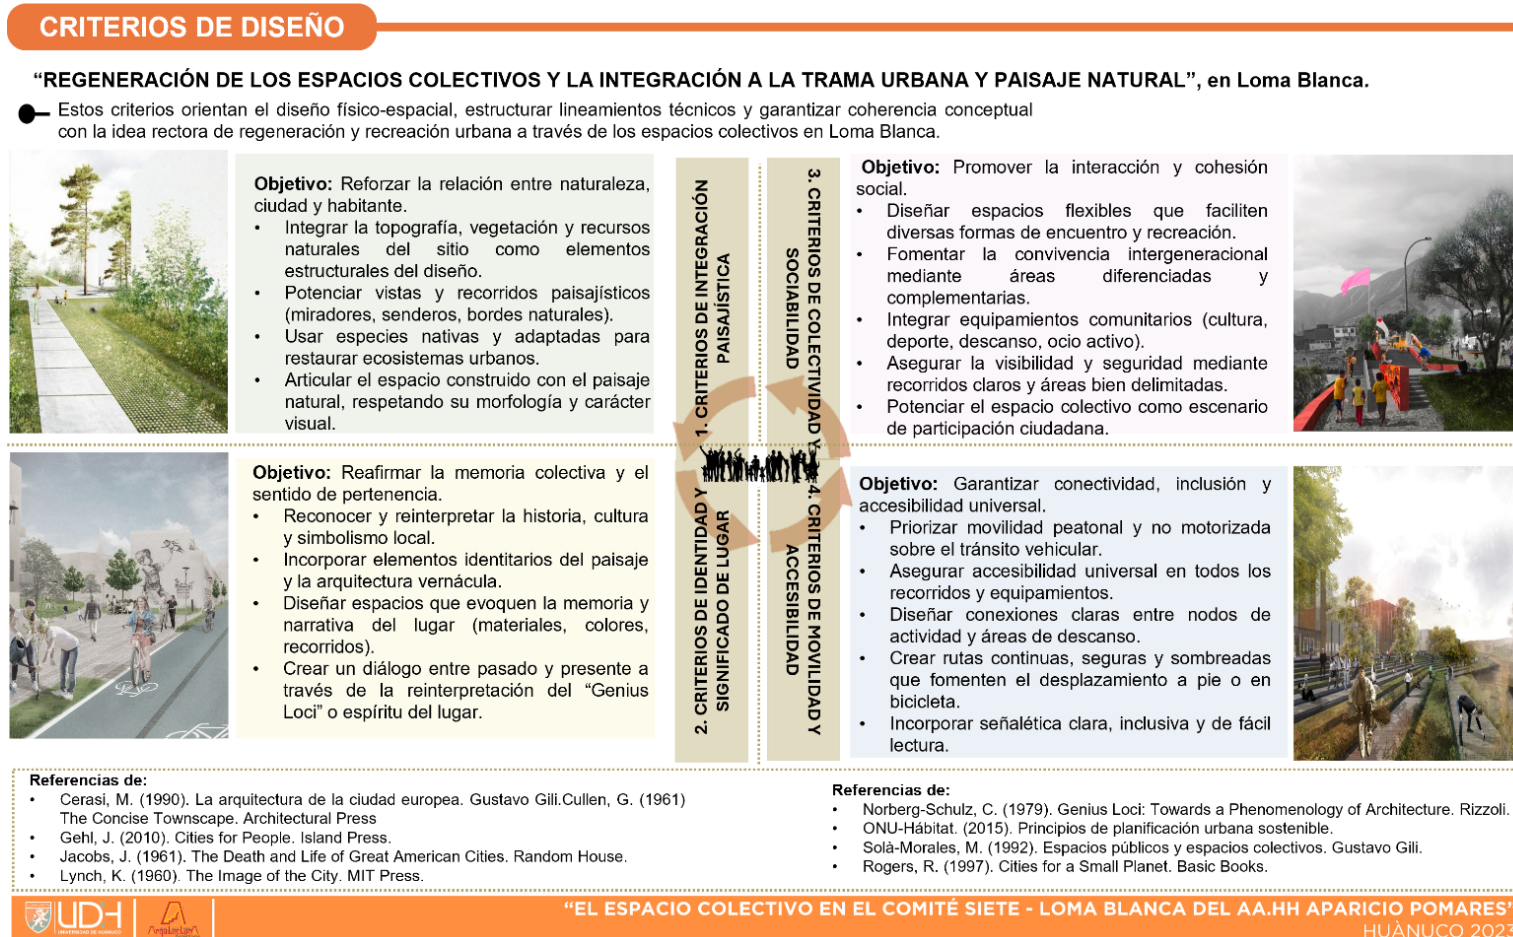 CRITERIOS DE DISEÑO
“REGENERACIÓN DE LOS ESPACIOS COLECTIVOS Y LA INTEGRACIÓN A LA TRAMA URBANA Y PAISAJE NATURAL”, en Loma Blanca.
Estos criterios orientan el diseño físico-espacial, estructurar lineamientos técnicos y garantizar coherencia conceptual
con la idea rectora de regeneración y recreación urbana a través de los espacios colectivos en Loma Blanca.
Objetivo: Reforzar la relación entre naturaleza,
ciudad y habitante.
• Integrar la topografía, vegetación y recursos
naturales del sitio como elementos
estructurales del diseño.
• Potenciar vistas y recorridos paisajísticos
(miradores, senderos, bordes naturales).
• Usar especies nativas y adaptadas para
restaurar ecosistemas urbanos.
• Articular el espacio construido con el paisaje
natural, respetando su morfología y carácter
visual.
1. CRITERIOS DE INTEGRACIÓN
PAISAJÍSTICA
3. CRITERIOS DE COLECTIVIDAD Y
SOCIABILIDAD
Objetivo: Promover la interacción y cohesión
social.
• Diseñar espacios flexibles que faciliten
diversas formas de encuentro y recreación.
• Fomentar la convivencia intergeneracional
mediante áreas diferenciadas y
complementarias.
• Integrar equipamientos comunitarios (cultura,
deporte, descanso, ocio activo).
• Asegurar la visibilidad y seguridad mediante
recorridos claros y áreas bien delimitadas.
• Potenciar el espacio colectivo como escenario
de participación ciudadana.
Objetivo: Reafirmar la memoria colectiva y el
sentido de pertenencia.
• Reconocer y reinterpretar la historia, cultura
y simbolismo local.
• Incorporar elementos identitarios del paisaje
y la arquitectura vernácula.
• Diseñar espacios que evoquen la memoria y
narrativa del lugar (materiales, colores,
recorridos).
• Crear un diálogo entre pasado y presente a
través de la reinterpretación del “Genius
Loci” o espíritu del lugar.
2. CRITERIOS DE IDENTIDAD Y
SIGNIFICADO DE LUGAR
4. CRITERIOS DE MOVILIDAD Y
ACCESIBILIDAD
Objetivo: Garantizar conectividad, inclusión y
accesibilidad universal.
• Priorizar movilidad peatonal y no motorizada
sobre el tránsito vehicular.
• Asegurar accesibilidad universal en todos los
recorridos y equipamientos.
• Diseñar conexiones claras entre nodos de
actividad y áreas de descanso.
• Crear rutas continuas, seguras y sombreadas
que fomenten el desplazamiento a pie o en
bicicleta.
• Incorporar señalética clara, inclusiva y de fácil
lectura.
Referencias de:
• Cerasi, M. (1990). La arquitectura de la ciudad europea. Gustavo Gili.Cullen, G. (1961)
The Concise Townscape. Architectural Press
• Gehl, J. (2010). Cities for People. Island Press.
• Jacobs, J. (1961). The Death and Life of Great American Cities. Random House.
• Lynch, K. (1960). The Image of the City. MIT Press.
Referencias de:
• Norberg-Schulz, C. (1979). Genius Loci: Towards a Phenomenology of Architecture. Rizzoli.
• ONU-Hábitat. (2015). Principios de planificación urbana sostenible.
• Solà-Morales, M. (1992). Espacios públicos y espacios colectivos. Gustavo Gili.
• Rogers, R. (1997). Cities for a Small Planet. Basic Books.
UDH
UNIVERSIDAD DE HUÁNUCO
“EL ESPACIO COLECTIVO EN EL COMITÉ SIETE - LOMA BLANCA DEL AA.HH APARICIO POMARES”
HUÀNUCO 2023